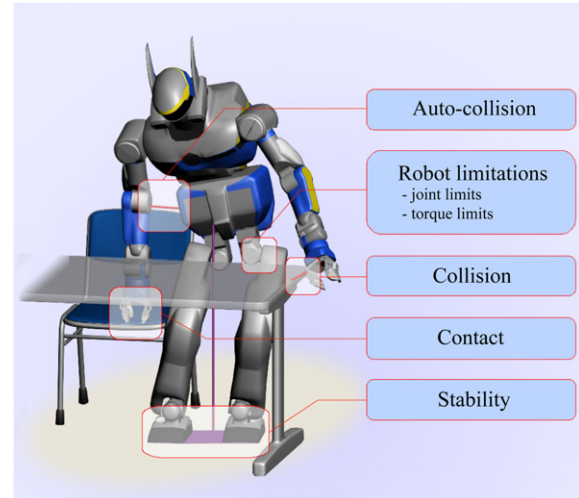 Auto-collision
Robot limitations
- joint limits
- torque limits
Collision
Contact
Stability